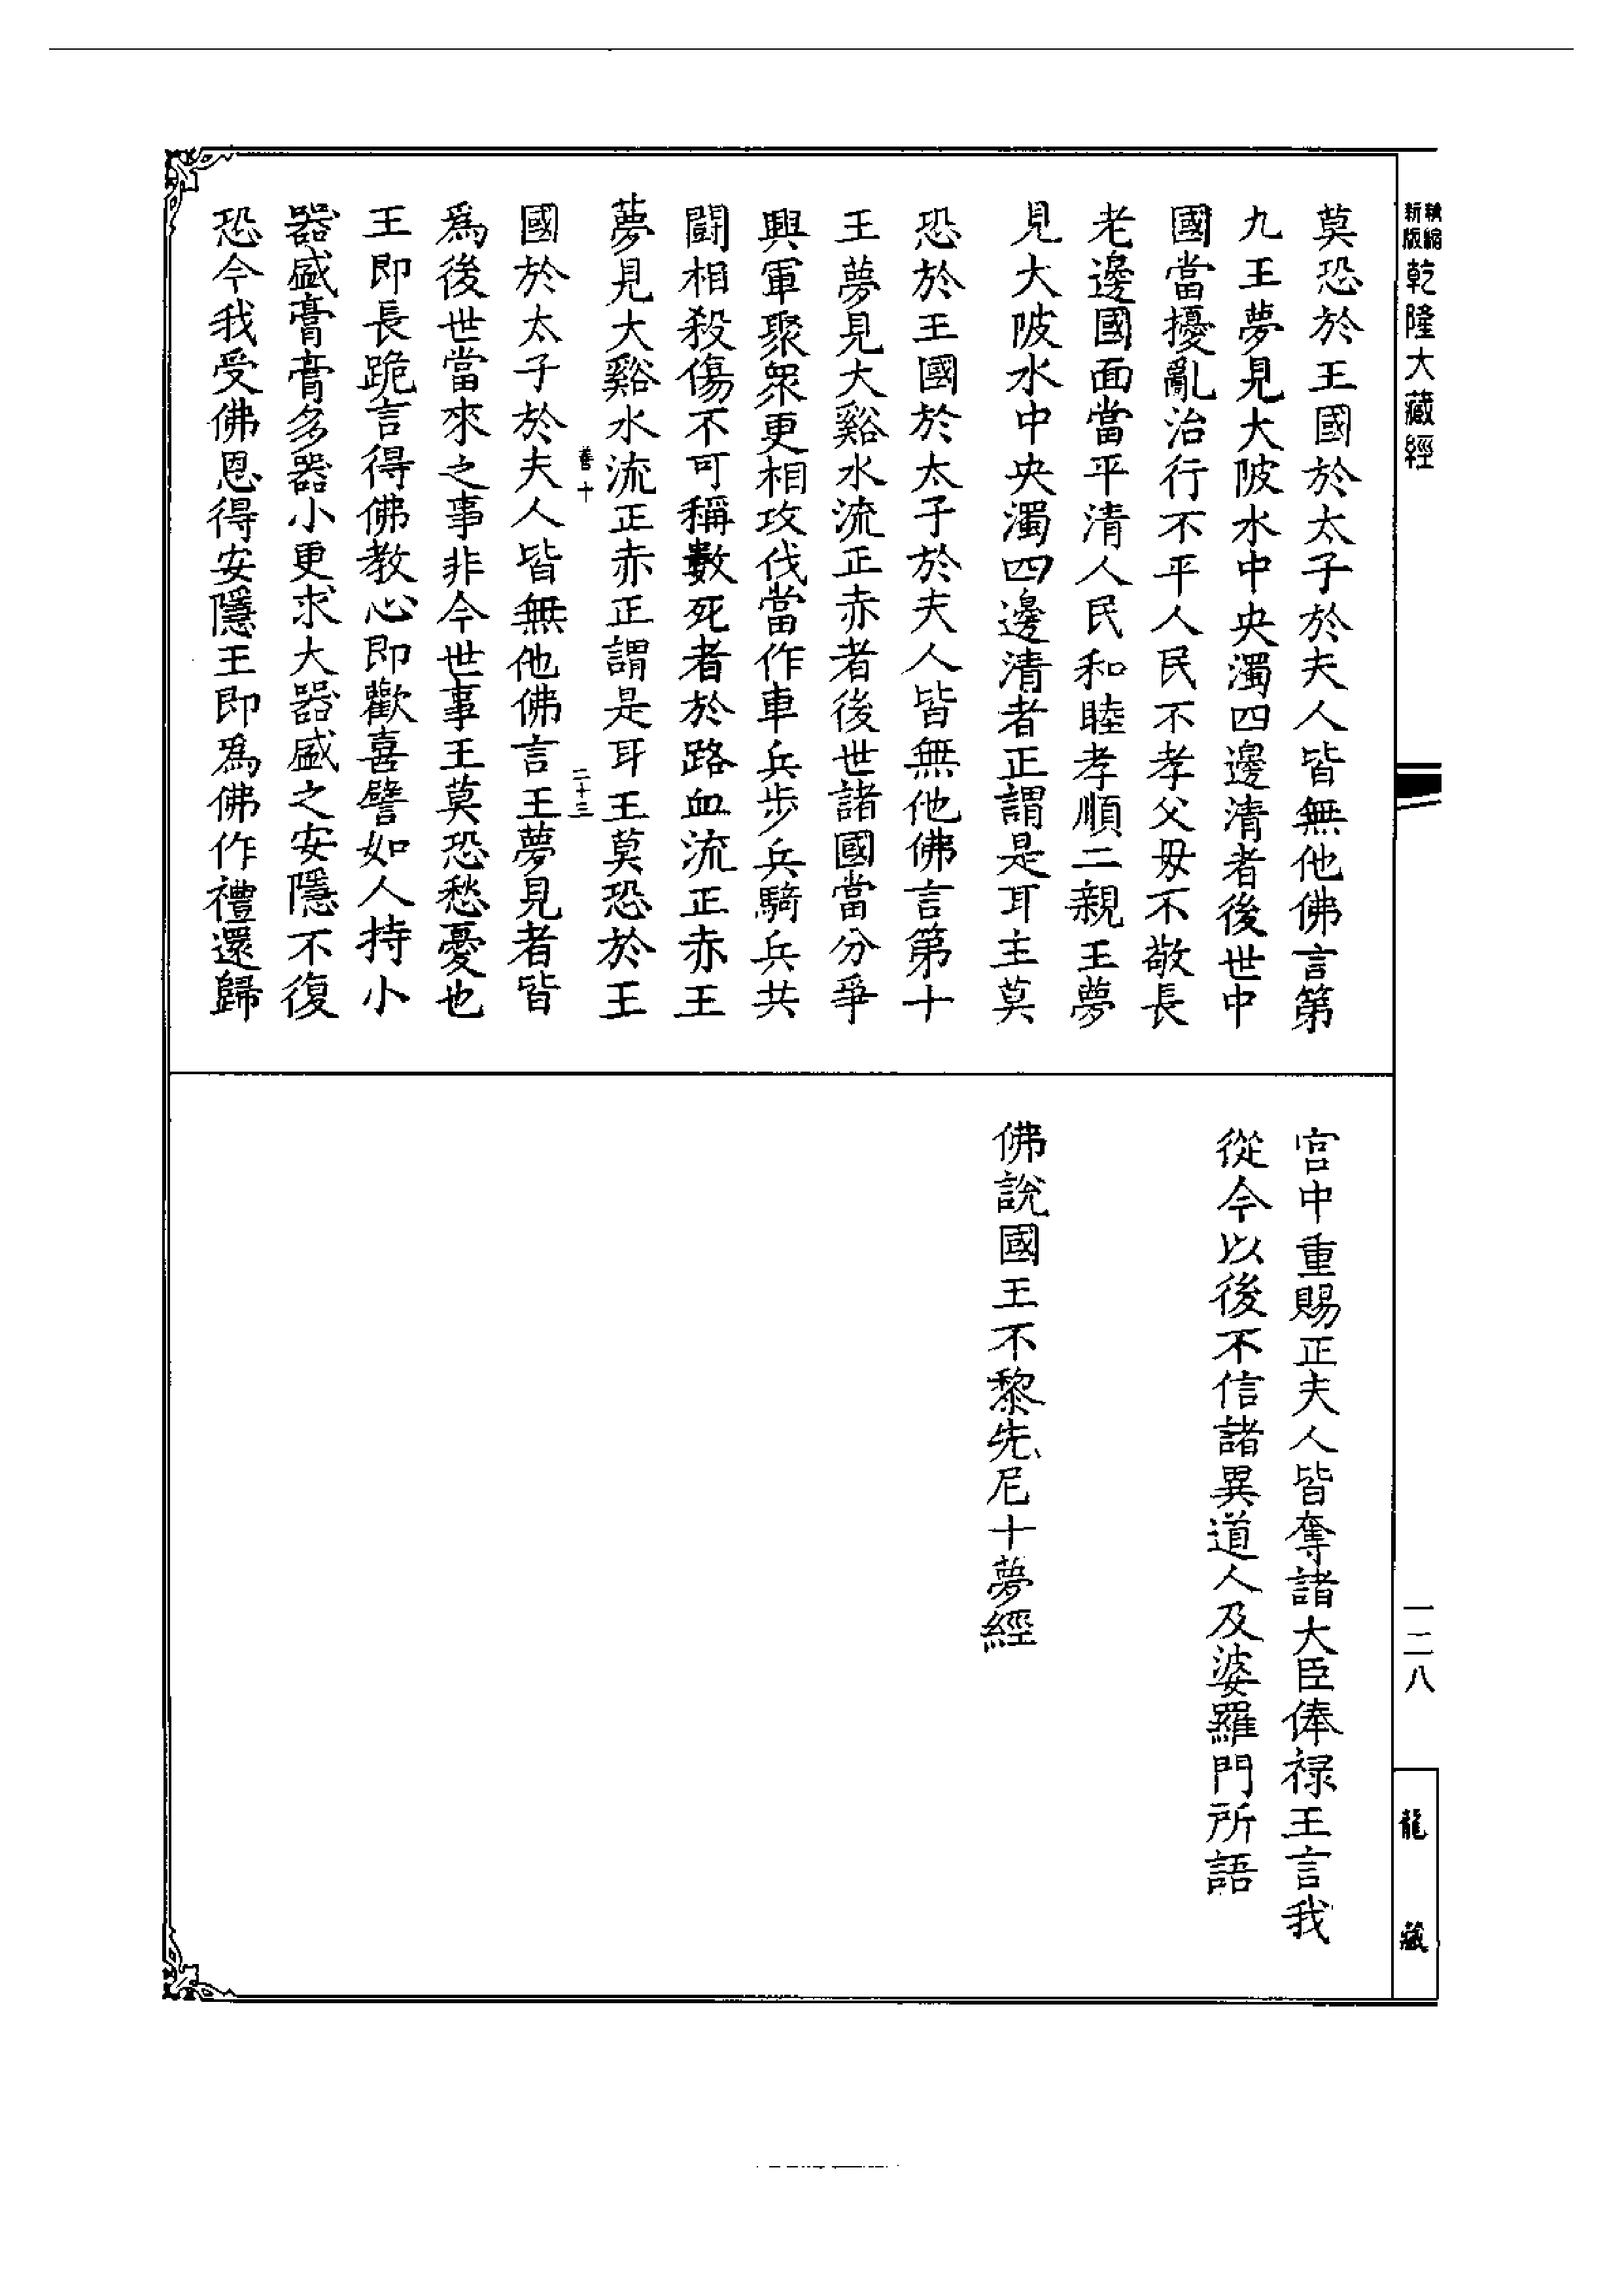 新版精縮乾隆大藏經
莫恐於王國於太子於夫人皆無他佛言第
九王夢見大陂水中央濁四邊清者後世中
國當擾亂治行不平人民不孝父母不敬長
老邊國面當平清人民和睦孝順二親王夢
見大陂水中央濁四邊清者正謂是耳主莫
恐於王國於太子於夫人皆無他佛言第十
王夢見大谿水流正赤者後世諸國當分爭
興軍聚眾更相攻伐當作車兵步兵騎兵共
鬪相殺傷不可稱數死者於路血流正赤王
夢見大谿水流正赤正謂是耳王莫恐於王
善十
二十三
國於太子於夫人皆無他佛言王夢見者皆
為後世當來之事非今世事王莫恐愁憂也
王即長跪言得佛教心即歡喜譬如人持小
器盛膏膏多器小更求大器盛之安隱不復
恐今我受佛恩得安隱王即為佛作禮還歸
宮中重賜正夫人皆奪諸大臣俸祿王言我
從今以後不信諸異道人及婆羅門所語
佛說國王不黎先尼十夢經
一二八
龍藏